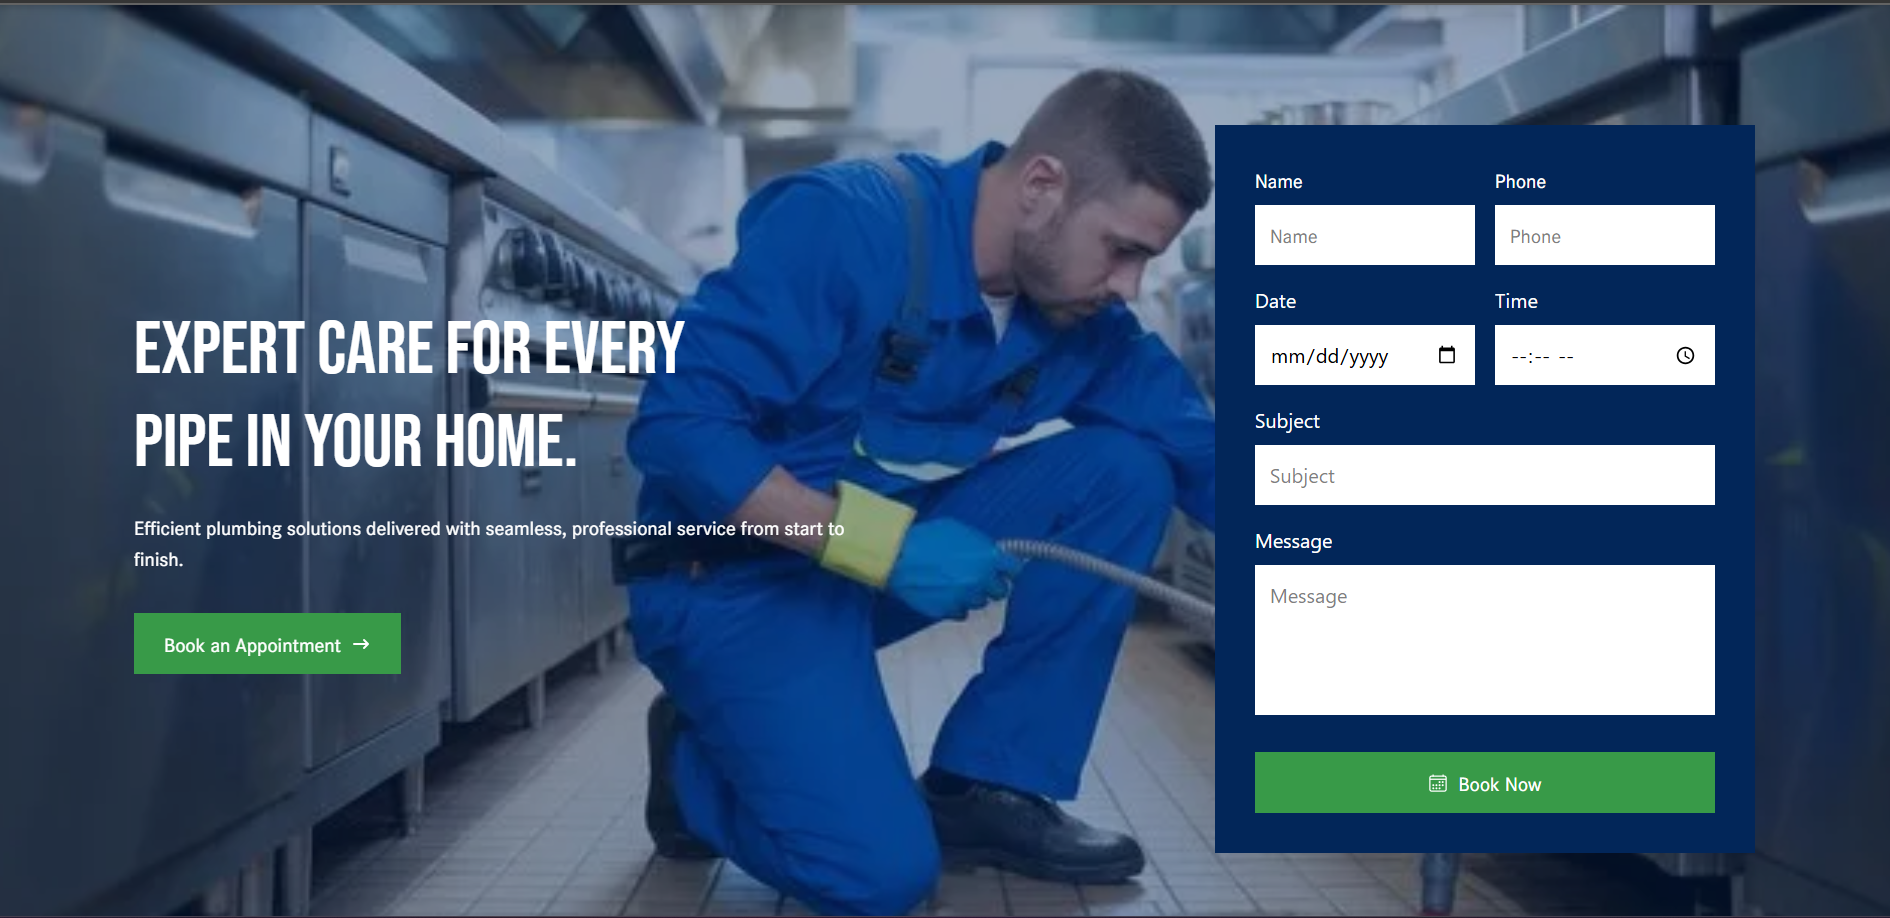 EXPERT CARE FOR EVERY
PIPE IN YOUR HOME.
Efficient plumbing solutions delivered with seamless, professional service from start to
finish.
Book an Appointment →
Name
Phone
Name
Phone
Date
Time
mm/dd/yyyy
--:-- --
Subject
Subject
Message
Message
Book Now